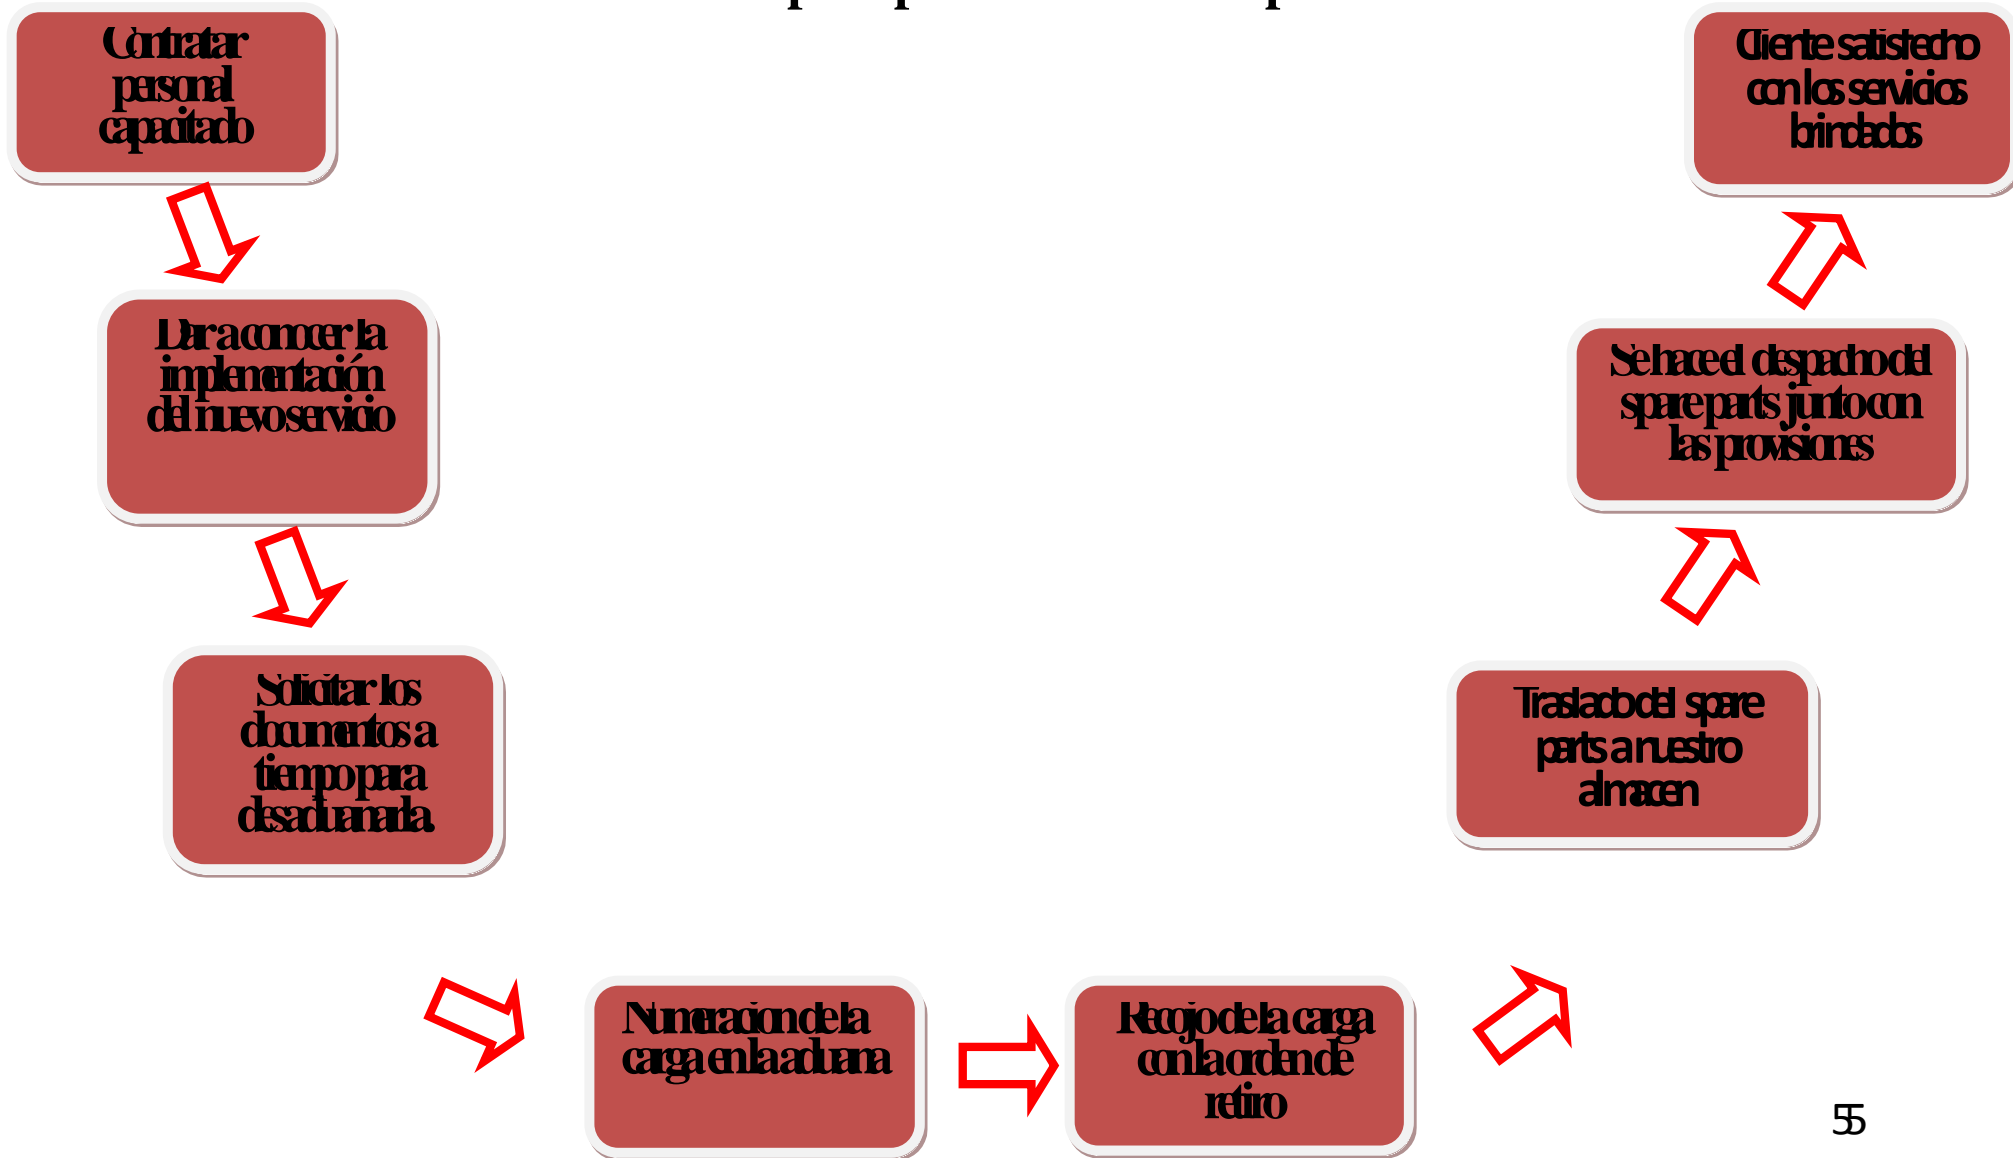 Contratar
personal
capacitado
Dar a conocer la
implementación
del nuevo servicio
Solicitar los
documentos a
tiempo para
desaduanarla.
Numeracion de la
carga en la aduana
Recojo de la carga
con la orden de
retiro
Traslado del spare
parts a nuestro
almacen
Se hace el despacho del
spare parts junto con
las provisiones
Cliente satisfecho
con los servicios
brindados
55